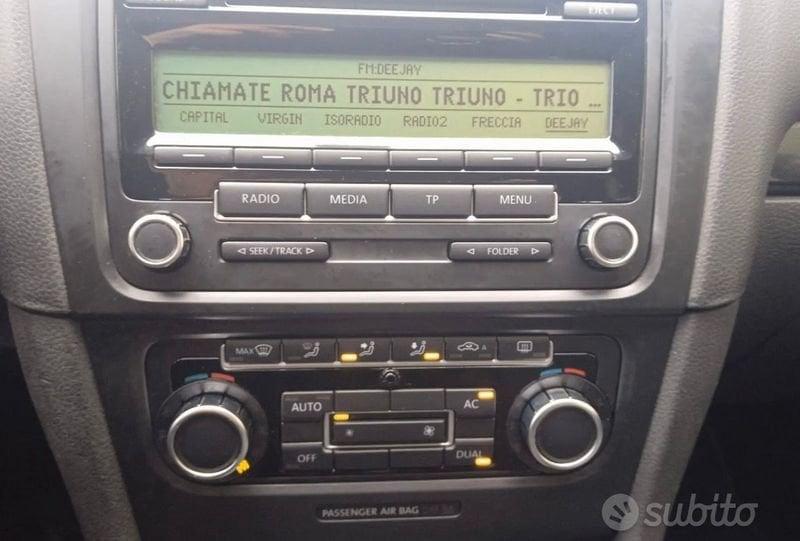 EJECT
FM:DEEJAY
CHIAMATE ROMA TRIUNO TRIUNO - TRIO ...
CAPITAL VIRGIN ISORADIO RADIO2 FRECCIA DEEJAY
RADIO MEDIA TP MENU
SEEK/TRACK FOLDER
MAX A
AUTO AC
OFF DUAL
PASSENGER AIR BAG
subito